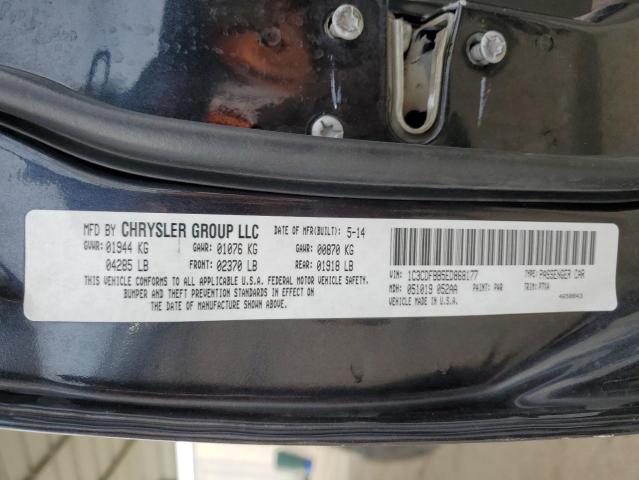 MFD BY CHRYSLER GROUP LLC DATE OF MFR(BUILT): 5-14
GVWR: 01944 KG GAWR: 01076 KG GAWR: 00870 KG
04285 LB FRONT: 02370 LB REAR: 01918 LB
THIS VEHICLE CONFORMS TO ALL APPLICABLE U.S.A. FEDERAL MOTOR VEHICLE SAFETY,
BUMPER AND THEFT PREVENTION STANDARDS IN EFFECT ON THE
DATE OF MANUFACTURE SHOWN ABOVE.
VIN: 1C3CDFBB5ED868177 TYPE: PASSENGER CAR
MDH: 051019 052AA PAINT: PAR TRIM: PTXA
VEHICLE MADE IN U.S.A. 4650043